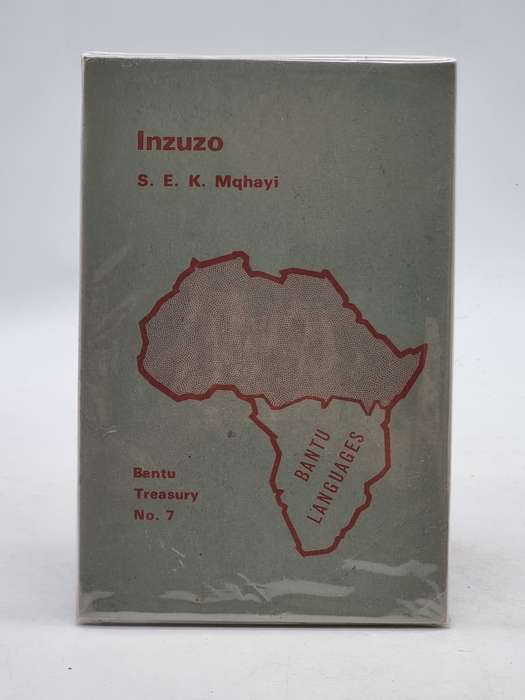 Inzuzo
S. E. K. Mqhayi
BANTU
LANGUAGES
Bantu
Treasury
No. 7